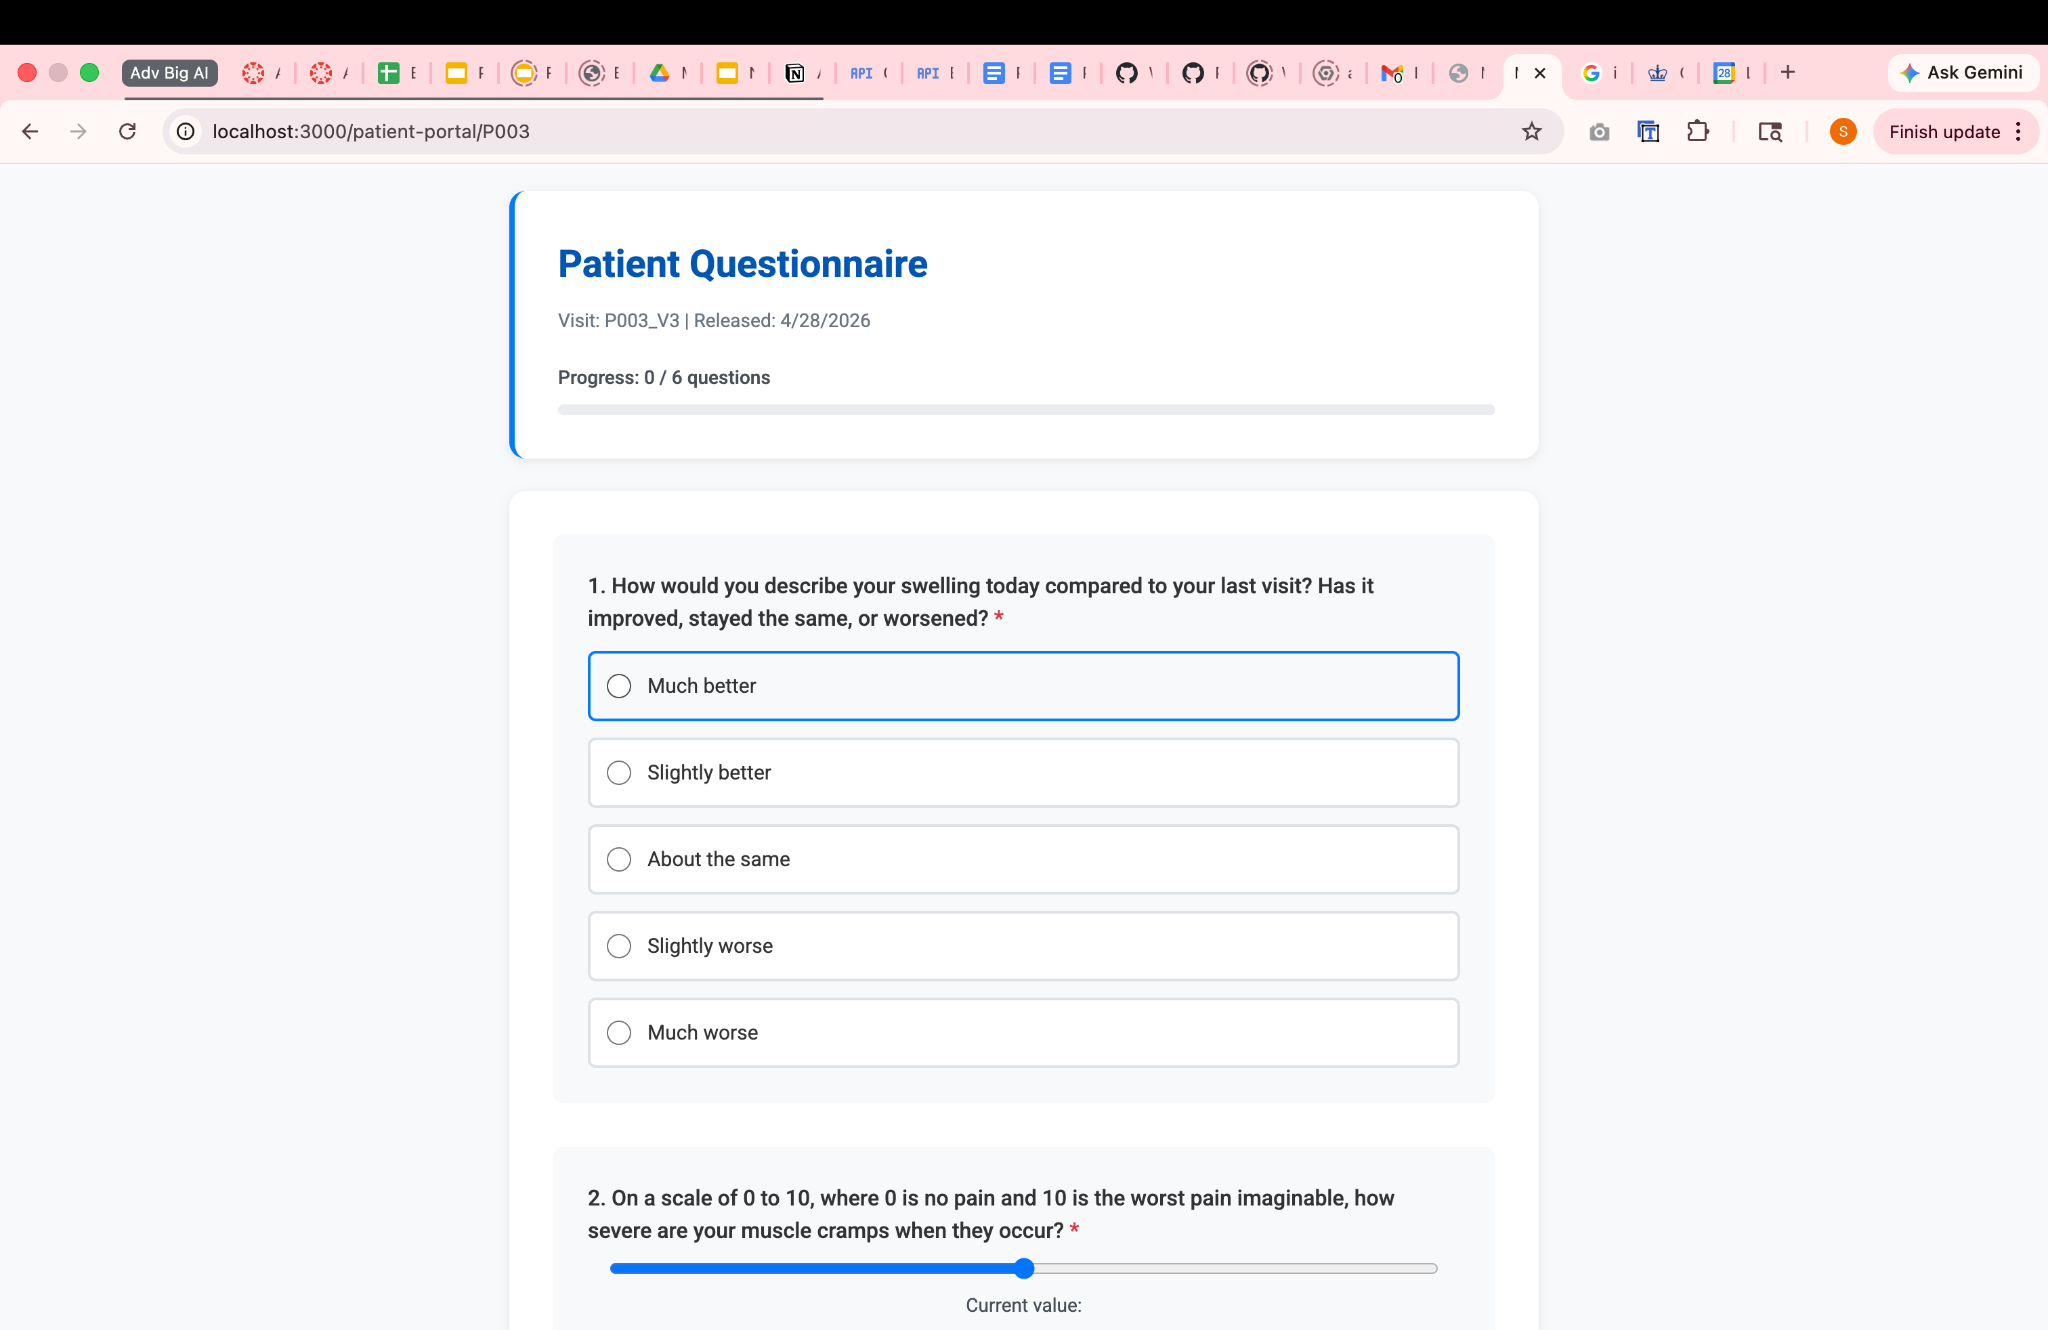 Adv Big AI
API
API
28
Ask Gemini
localhost:3000/patient-portal/P003
S
Finish update
Patient Questionnaire
Visit: P003_V3 | Released: 4/28/2026
Progress: 0 / 6 questions
1. How would you describe your swelling today compared to your last visit? Has it
improved, stayed the same, or worsened? *
Much better
Slightly better
About the same
Slightly worse
Much worse
2. On a scale of 0 to 10, where 0 is no pain and 10 is the worst pain imaginable, how
severe are your muscle cramps when they occur? *
Current value: